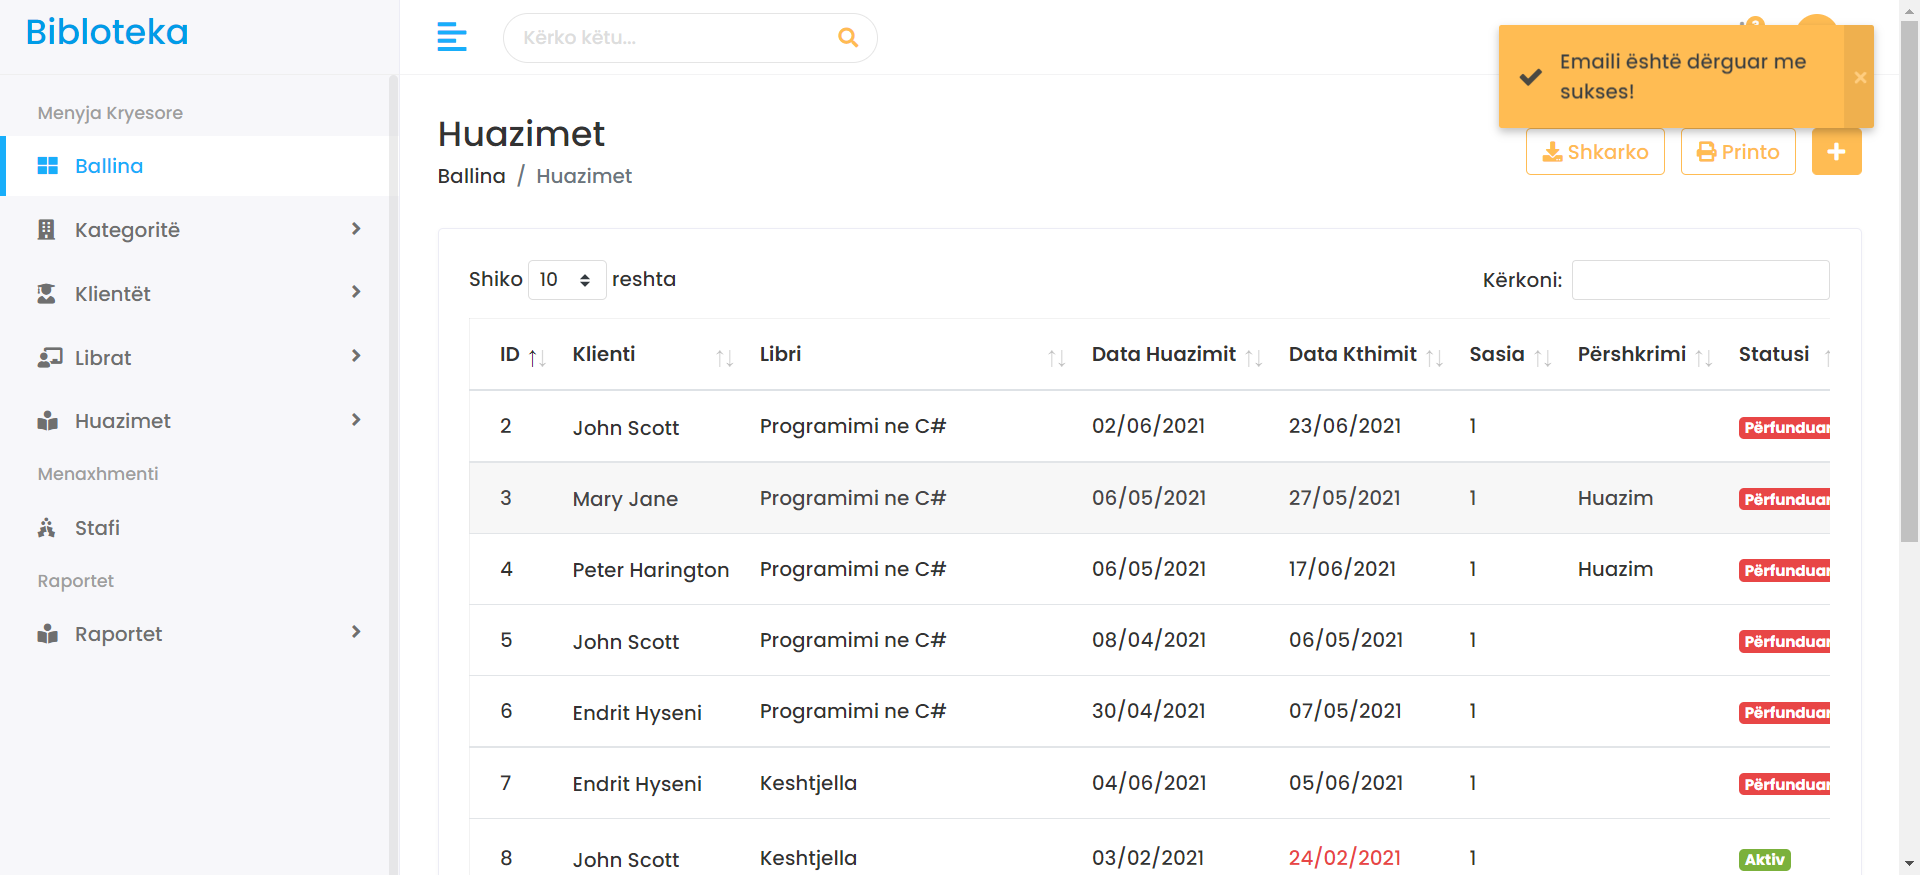 Bibloteka
Kërko këtu...
Emaili është dërguar me
sukses!
Menyja Kryesore
Ballina
Kategoritë
Klientët
Librat
Huazimet
Menaxhmenti
Stafi
Raportet
Raportet
Huazimet
Ballina / Huazimet
Shkarko
Printo
Shiko 10 reshta
Kërkoni:
ID Klienti Libri Data Huazimit Data Kthimit Sasia Përshkrimi Statusi
2 John Scott Programimi ne C# 02/06/2021 23/06/2021 1 Përfunduar
3 Mary Jane Programimi ne C# 06/05/2021 27/05/2021 1 Huazim Përfunduar
4 Peter Harington Programimi ne C# 06/05/2021 17/06/2021 1 Huazim Përfunduar
5 John Scott Programimi ne C# 08/04/2021 06/05/2021 1 Përfunduar
6 Endrit Hyseni Programimi ne C# 30/04/2021 07/05/2021 1 Përfunduar
7 Endrit Hyseni Keshtjella 04/06/2021 05/06/2021 1 Përfunduar
8 John Scott Keshtjella 03/02/2021 24/02/2021 1 Aktiv